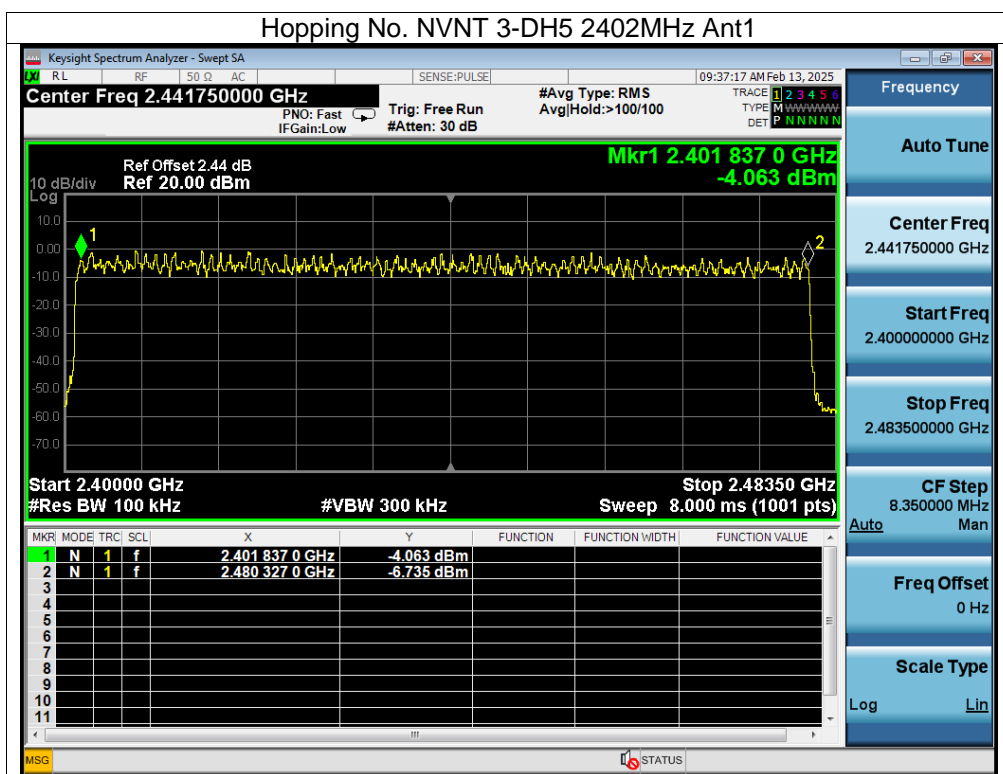 Hopping No. NVNT 3-DH5 2402MHz Ant1
Keysight Spectrum Analyzer - Swept SA
LXI RL RF 50 Ω AC SENSE:PULSE 09:37:17 AM Feb 13, 2025
Center Freq 2.441750000 GHz
PNO: Fast
IFGain:Low
Trig: Free Run
#Atten: 30 dB
#Avg Type: RMS
Avg|Hold:>100/100
TRACE 1 2 3 4 5 6
TYPE M W W W W W
DET P N N N N N
Ref Offset 2.44 dB
10 dB/div Ref 20.00 dBm
Log
Mkr1 2.401 837 0 GHz
-4.063 dBm
10.0
0.00
-10.0
-20.0
-30.0
-40.0
-50.0
-60.0
-70.0
1
2
Start 2.40000 GHz Stop 2.48350 GHz
#Res BW 100 kHz #VBW 300 kHz Sweep 8.000 ms (1001 pts)
MKR MODE TRC SCL X Y FUNCTION FUNCTION WIDTH FUNCTION VALUE
1 N 1 f 2.401 837 0 GHz -4.063 dBm
2 N 1 f 2.480 327 0 GHz -6.735 dBm
3
4
5
6
7
8
9
10
11
MSG STATUS
Frequency
Auto Tune
Center Freq
2.441750000 GHz
Start Freq
2.400000000 GHz
Stop Freq
2.483500000 GHz
CF Step
8.350000 MHz
Auto Man
Freq Offset
0 Hz
Scale Type
Log Lin